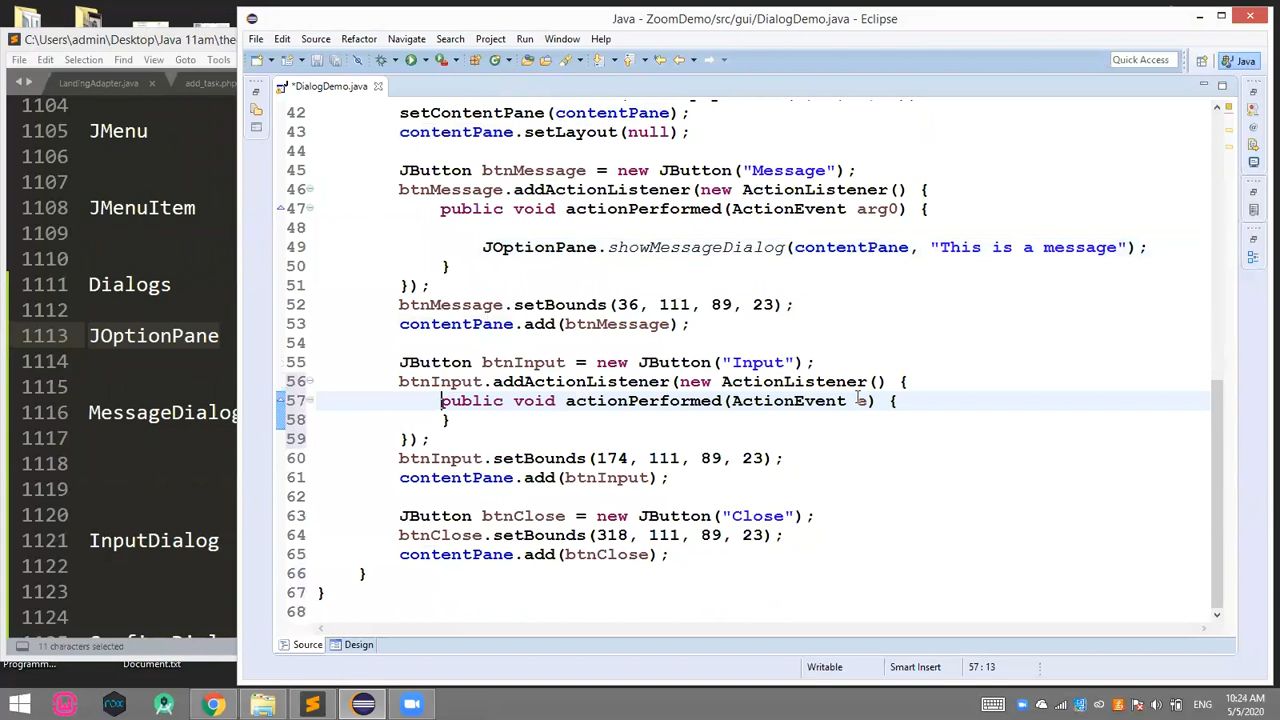 Java - ZoomDemo/src/gui/DialogDemo.java - Eclipse
C:\Users\admin\Desktop\Java 11am\the
File Edit Selection Find View Goto Tools
LandingAdapter.java add_task.php
1104
1105 JMenu
1106
1107
1108 JMenuItem
1109
1110
1111 Dialogs
1112
1113 JOptionPane
1114
1115
1116 MessageDialog
1117
1118
1119
1120
1121 InputDialog
1122
1123
1124
11 characters selected
File Edit Source Refactor Navigate Search Project Run Window Help
Quick Access Java
*DialogDemo.java
42 setContentPane(contentPane);
43 contentPane.setLayout(null);
44
45 JButton btnMessage = new JButton("Message");
46 btnMessage.addActionListener(new ActionListener() {
47 public void actionPerformed(ActionEvent arg0) {
48
49 JOptionPane.showMessageDialog(contentPane, "This is a message");
50 }
51 });
52 btnMessage.setBounds(36, 111, 89, 23);
53 contentPane.add(btnMessage);
54
55 JButton btnInput = new JButton("Input");
56 btnInput.addActionListener(new ActionListener() {
57 public void actionPerformed(ActionEvent e) {
58 }
59 });
60 btnInput.setBounds(174, 111, 89, 23);
61 contentPane.add(btnInput);
62
63 JButton btnClose = new JButton("Close");
64 btnClose.setBounds(318, 111, 89, 23);
65 contentPane.add(btnClose);
66 }
67 }
68
Source Design
Writable Smart Insert 57 : 13
Programm... Document.txt
ENG
10:24 AM
5/5/2020